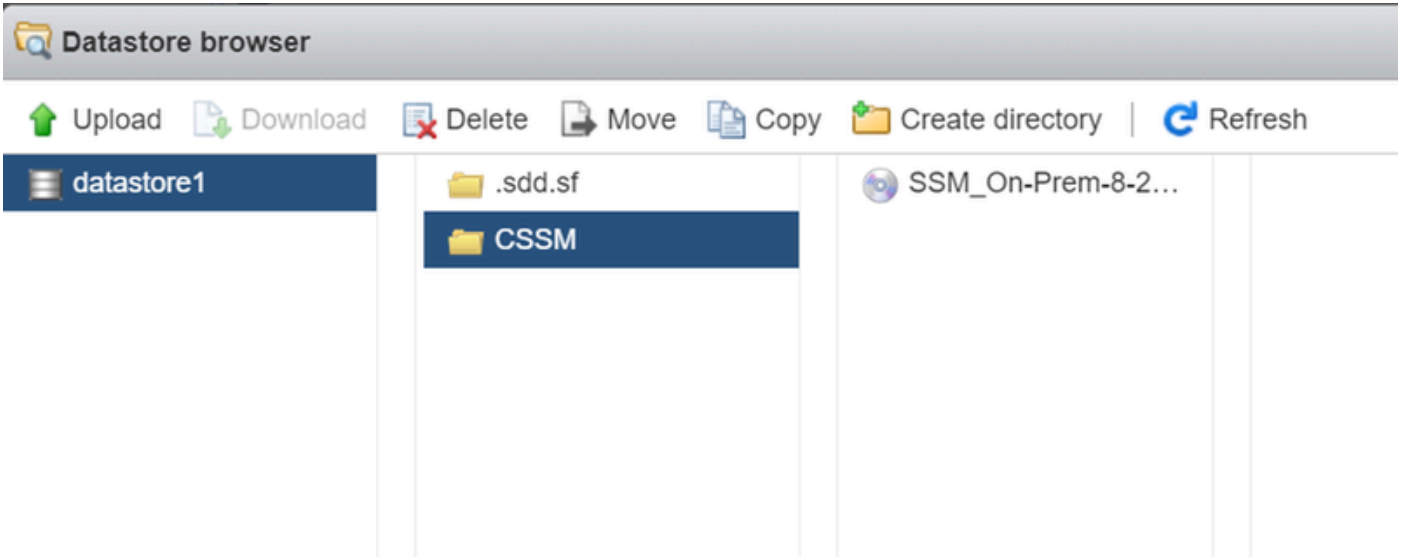 Datastore browser
Upload Download Delete Move Copy Create directory Refresh
datastore1 .sdd.sf SSM_On-Prem-8-2...
CSSM